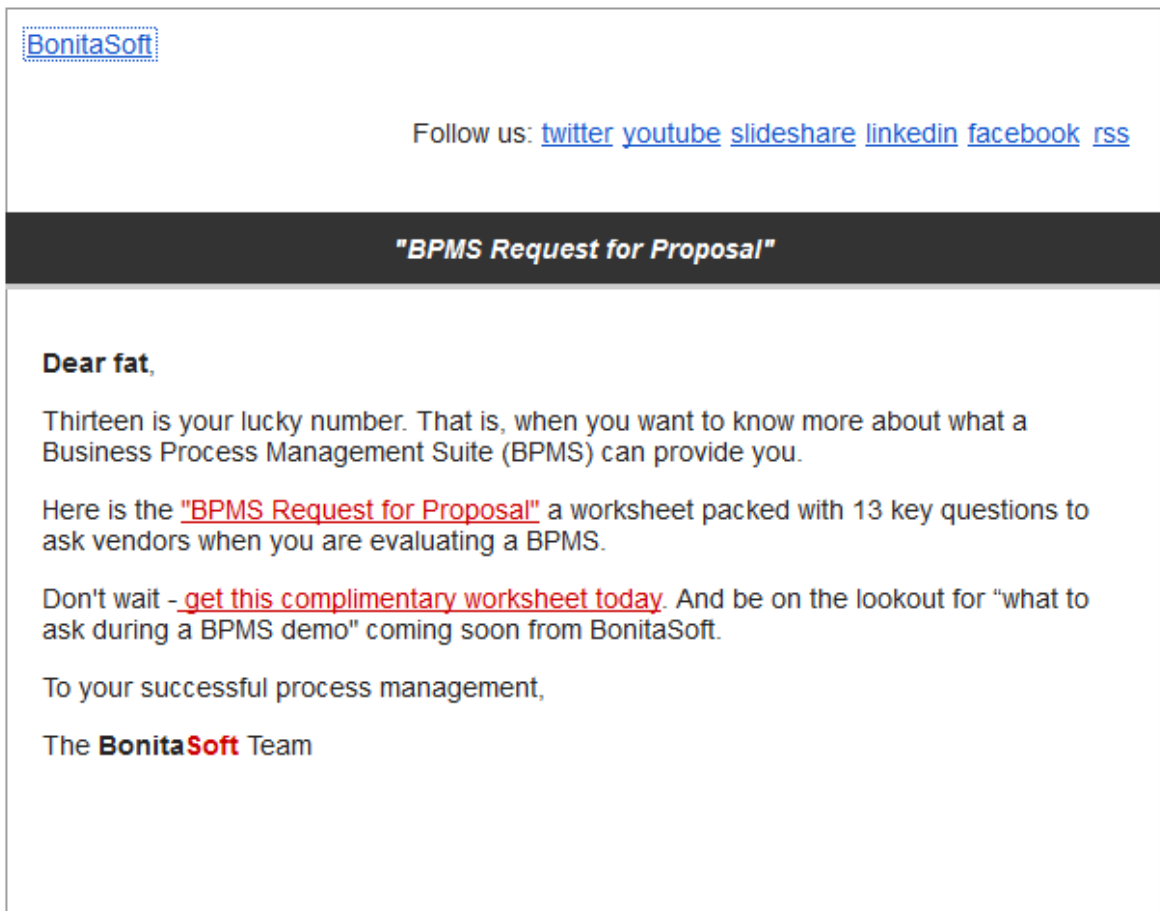 BonitaSoft
Follow us: twitter youtube slideshare linkedin facebook rss
"BPMS Request for Proposal"
Dear fat,
Thirteen is your lucky number. That is, when you want to know more about what a
Business Process Management Suite (BPMS) can provide you.
Here is the "BPMS Request for Proposal" a worksheet packed with 13 key questions to
ask vendors when you are evaluating a BPMS.
Don't wait - get this complimentary worksheet today. And be on the lookout for “what to
ask during a BPMS demo" coming soon from BonitaSoft.
To your successful process management,
The BonitaSoft Team